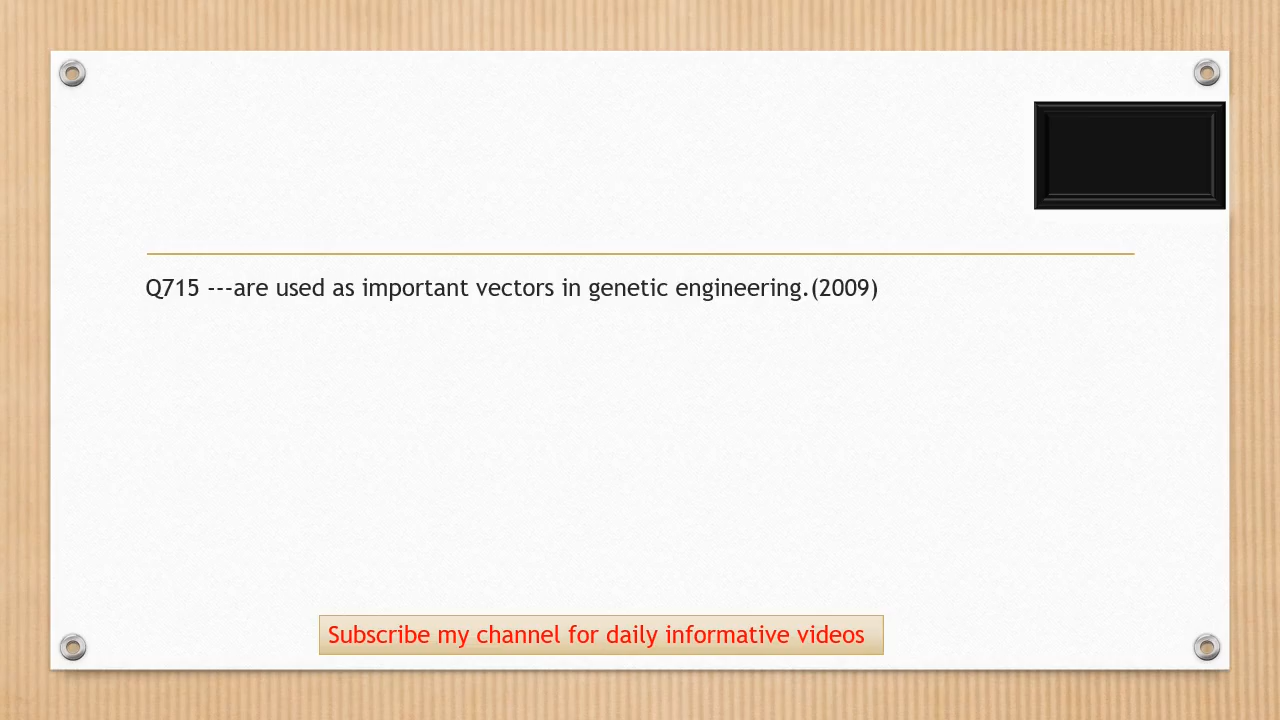 Q715 ---are used as important vectors in genetic engineering.(2009)
Subscribe my channel for daily informative videos